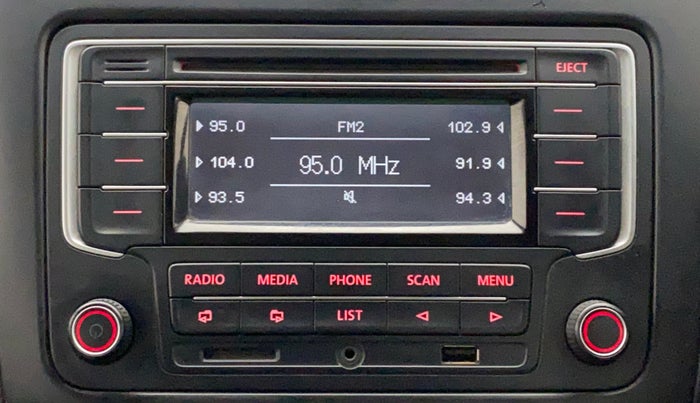 EJECT
95.0 FM2 102.9
104.0 95.0 MHz 91.9
93.5 94.3
RADIO MEDIA PHONE SCAN MENU
LIST